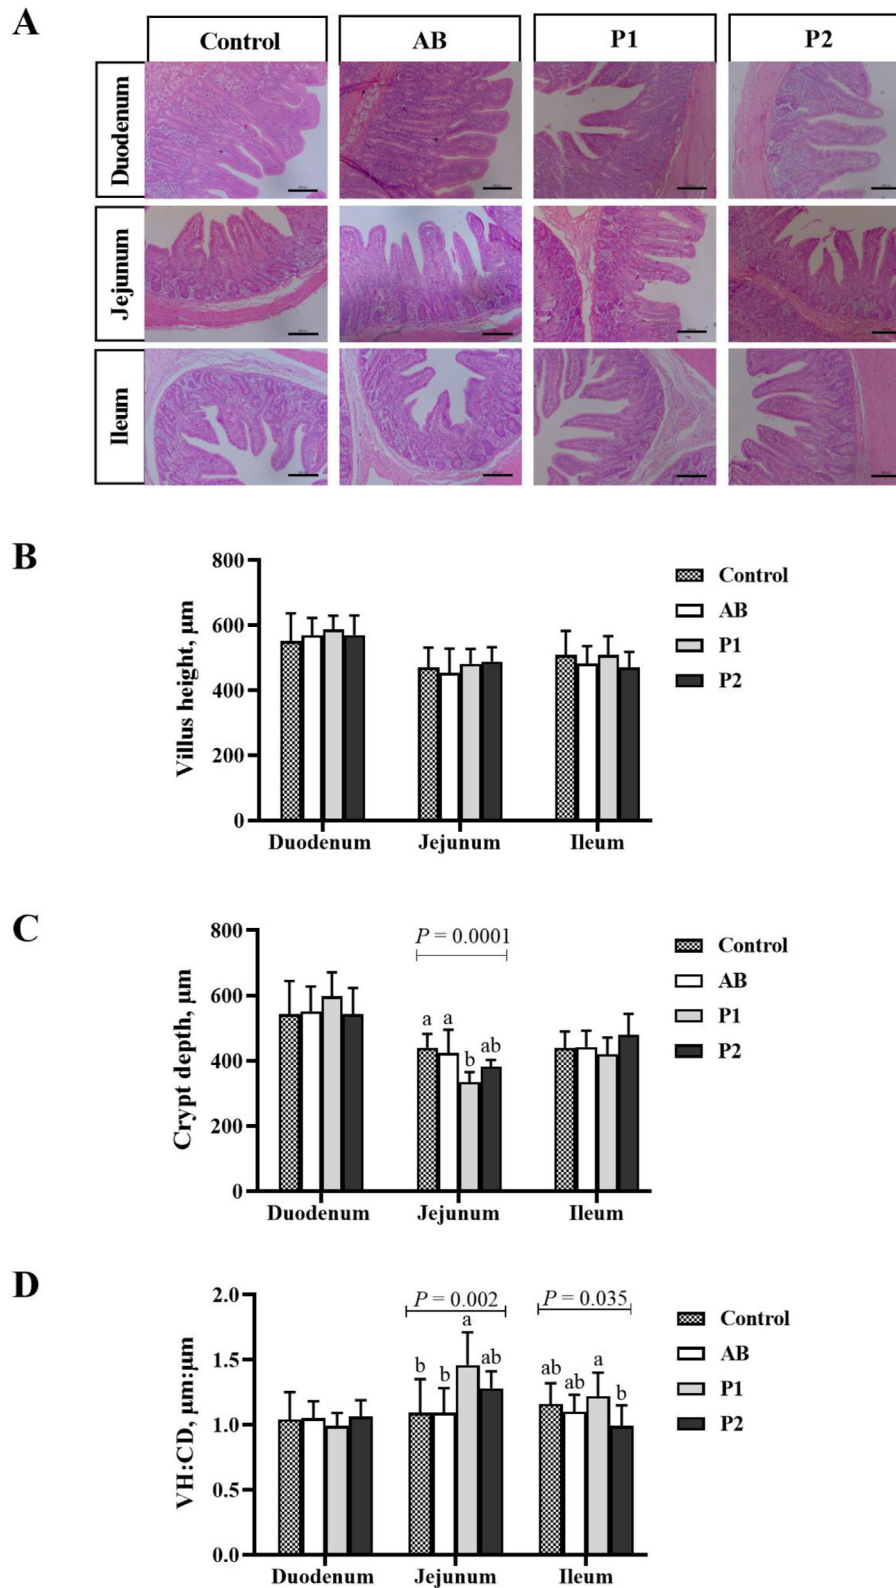 A
Control AB P1 P2
Duodenum
Jejunum
Ileum
B
Villus height, μm
800
600
400
200
0
Duodenum Jejunum Ileum
Control
AB
P1
P2
C
Crypt depth, μm
800
600
400
200
0
P = 0.0001
a a b ab
Duodenum Jejunum Ileum
Control
AB
P1
P2
D
VH:CD, μm:μm
2.0
1.5
1.0
0.5
0.0
P = 0.002 P = 0.035
b b a ab ab ab a b
Duodenum Jejunum Ileum
Control
AB
P1
P2